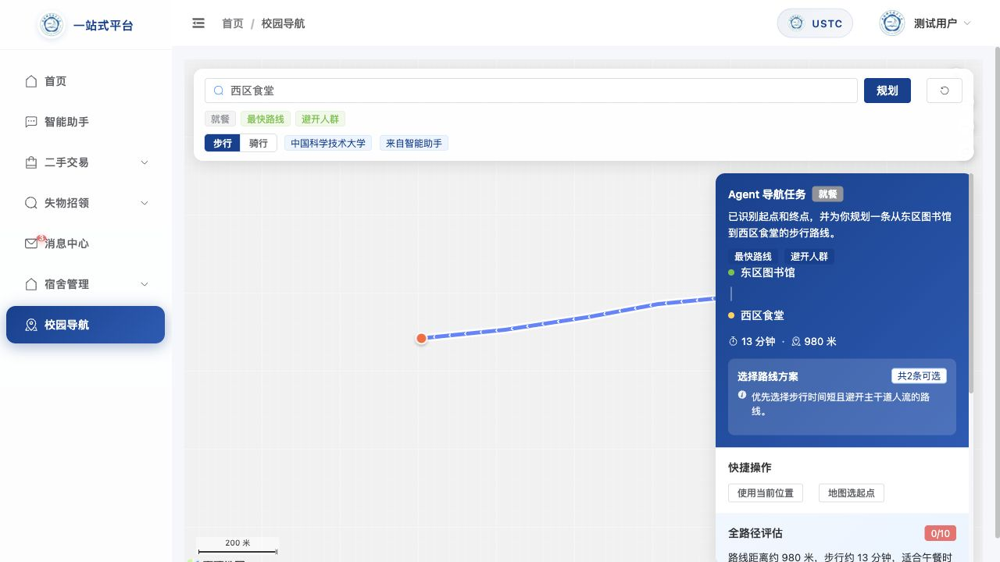 一站式平台
首页
智能助手
二手交易
失物招领
3
消息中心
宿舍管理
校园导航
首页 / 校园导航
USTC
测试用户
西区食堂
规划
就餐 最快路线 避开人群
步行 骑行 中国科学技术大学 来自智能助手
Agent 导航任务 就餐
已识别起点和终点，并为你规划一条从东区图书馆
到西区食堂的步行路线。
最快路线 避开人群
东区图书馆
西区食堂
13 分钟 · 980 米
选择路线方案 共2条可选
优先选择步行时间短且避开主干道人流的路
线。
快捷操作
使用当前位置 地图选起点
全路径评估 0/10
路线距离约 980 米，步行约 13 分钟，适合午餐时
200 米